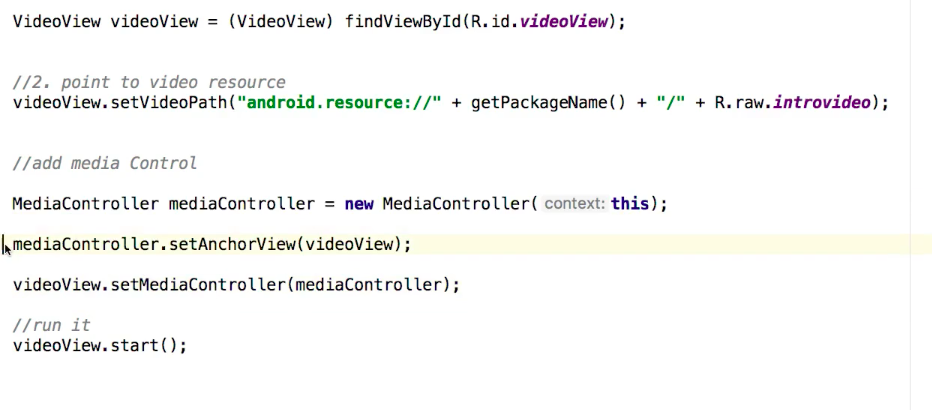 VideoView videoView = (VideoView) findViewById(R.id.videoView);
//2. point to video resource
videoView.setVideoPath("android.resource://" + getPackageName() + "/" + R.raw.introvideo);
//add media Control
MediaController mediaController = new MediaController( context: this);
mediaController.setAnchorView(videoView);
videoView.setMediaController(mediaController);
//run it
videoView.start();